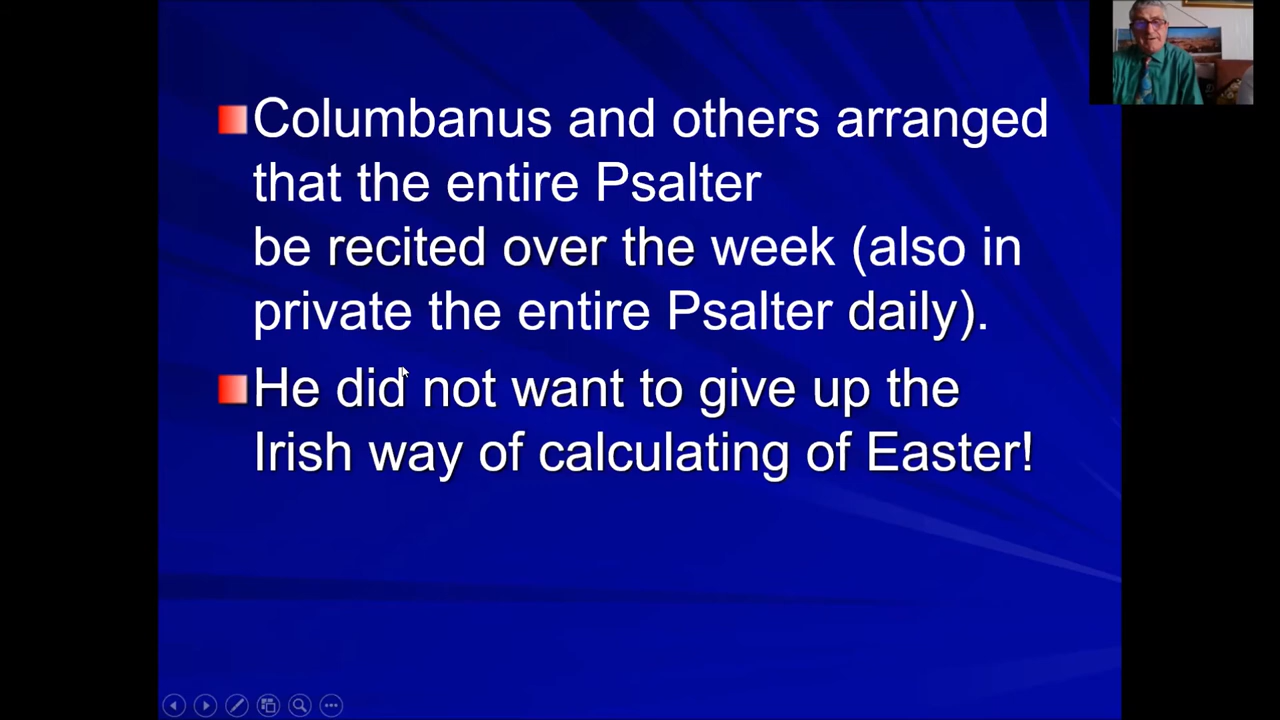 Columbanus and others arranged
that the entire Psalter
be recited over the week (also in
private the entire Psalter daily).
He did not want to give up the
Irish way of calculating of Easter!